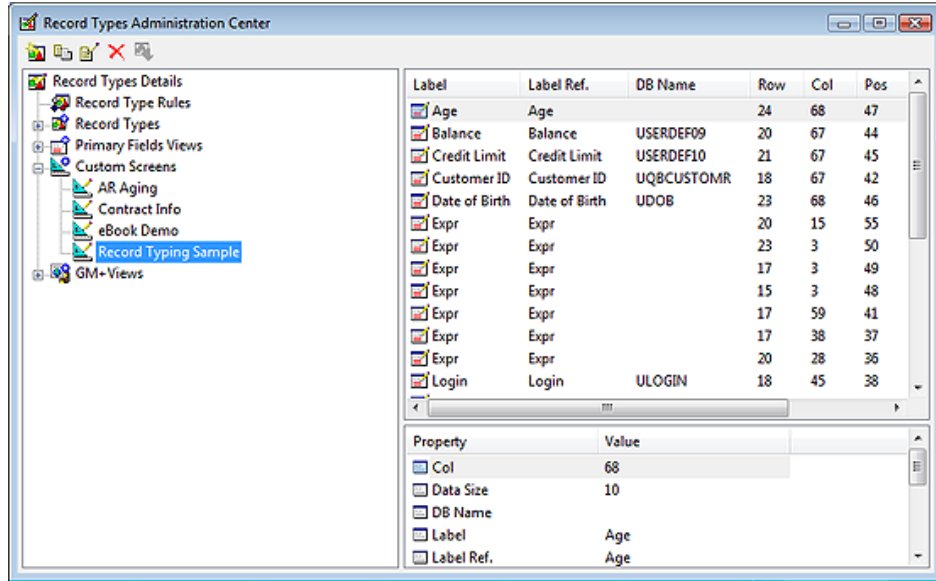 Record Types Administration Center
Record Types Details
Record Type Rules
Record Types
Primary Fields Views
Custom Screens
AR Aging
Contract Info
eBook Demo
Record Typing Sample
GM+Views
Label Label Ref. DB Name Row Col Pos
Age Age 24 68 47
Balance Balance USERDEF09 20 67 44
Credit Limit Credit Limit USERDEF10 21 67 45
Customer ID Customer ID UQBCUSTOMR 18 67 42
Date of Birth Date of Birth UDOB 23 68 46
Expr Expr 20 15 55
Expr Expr 23 3 50
Expr Expr 17 3 49
Expr Expr 15 3 48
Expr Expr 17 59 41
Expr Expr 17 38 37
Expr Expr 20 28 36
Login Login ULOGIN 18 45 38
Property Value
Col 68
Data Size 10
DB Name
Label Age
Label Ref. Age